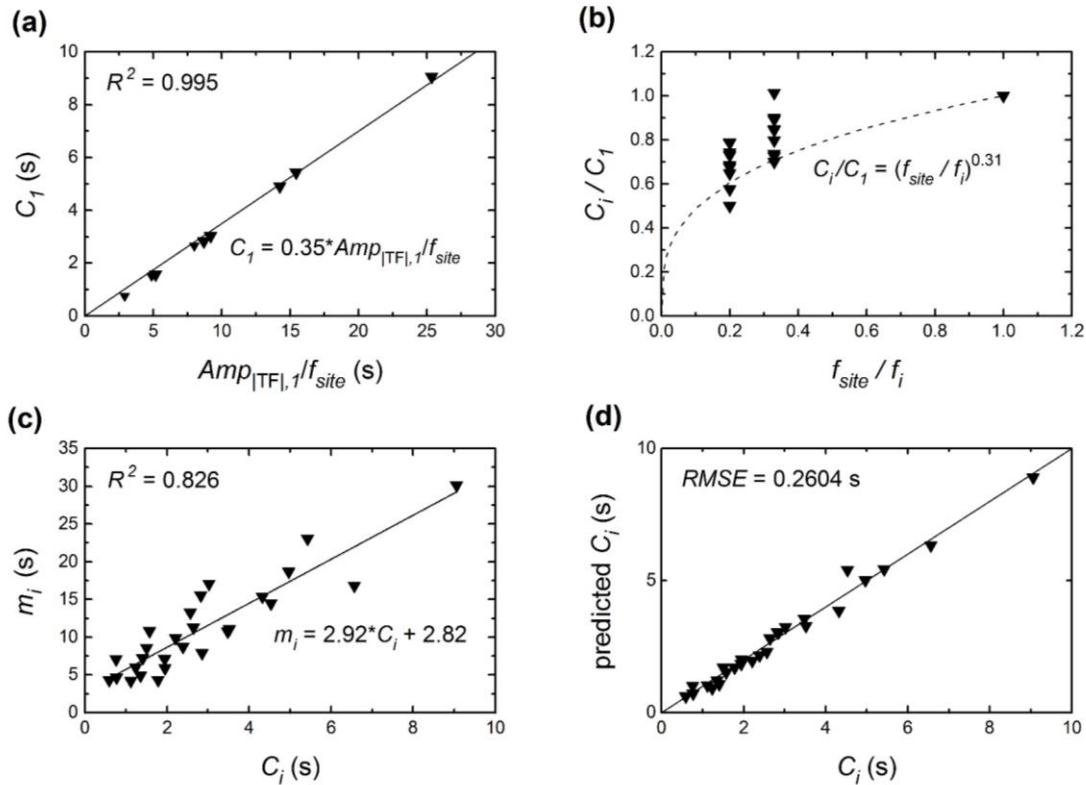 (a)
10
8
6
4
2
0
C₁ (s)
R² = 0.995
C₁ = 0.35*Amp|TF|,1/fsite
0 5 10 15 20 25 30
Amp|TF|,1/fsite (s)
(b)
1.2
1.0
0.8
0.6
0.4
0.2
0.0
Ci / C1
Ci/C1 = (fsite / fi)^0.31
0.0 0.2 0.4 0.6 0.8 1.0 1.2
fsite / fi
(c)
35
30
25
20
15
10
5
0
mi (s)
R² = 0.826
mi = 2.92*Ci + 2.82
0 2 4 6 8 10
Ci (s)
(d)
10
5
0
predicted Ci (s)
RMSE = 0.2604 s
0 2 4 6 8 10
Ci (s)